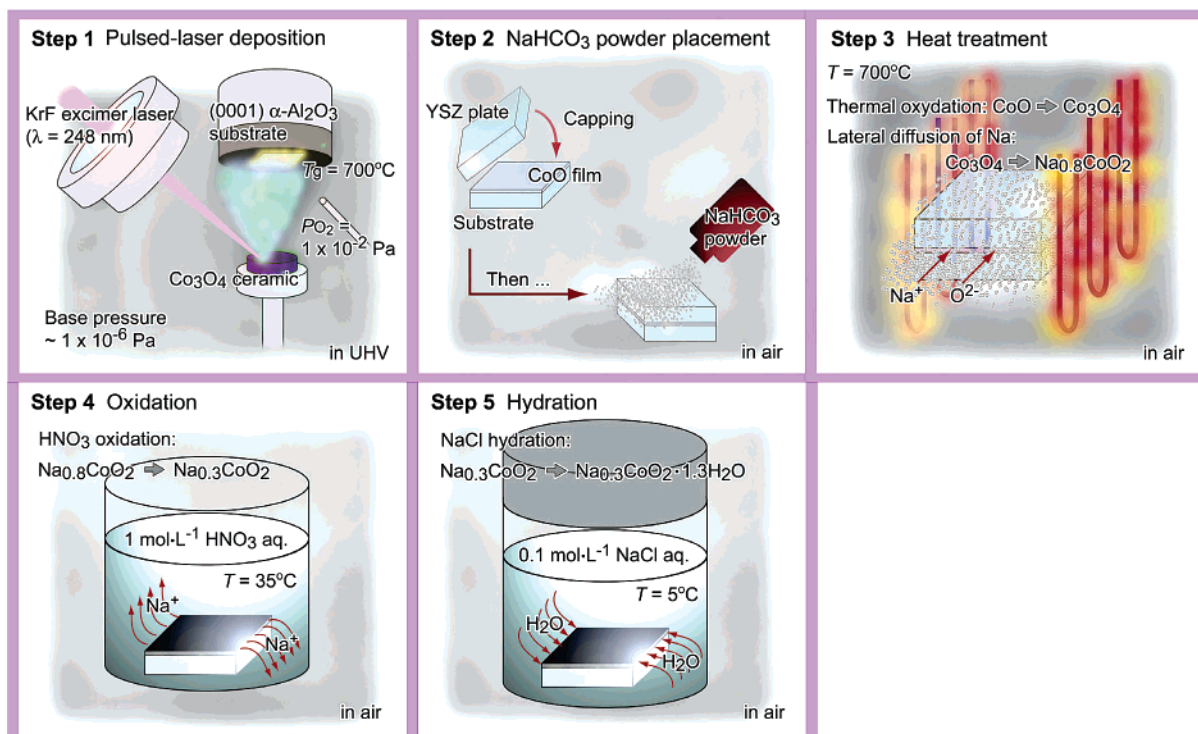 Step 1 Pulsed-laser deposition
KrF excimer laser
(λ = 248 nm)
(0001) α-Al2O3
substrate
Tg = 700ºC
PO2 =
1 x 10-2 Pa
Co3O4 ceramic
Base pressure
~ 1 x 10-6 Pa
in UHV
Step 2 NaHCO3 powder placement
YSZ plate
Capping
CoO film
Substrate
NaHCO3
powder
Then ...
in air
Step 3 Heat treatment
T = 700ºC
Thermal oxydation: CoO ⇨ Co3O4
Lateral diffusion of Na:
Co3O4 ⇨ Na0.8CoO2
Na+
O2-
in air
Step 4 Oxidation
HNO3 oxidation:
Na0.8CoO2 ⇨ Na0.3CoO2
1 mol·L-1 HNO3 aq.
T = 35ºC
Na+
Na+
in air
Step 5 Hydration
NaCl hydration:
Na0.3CoO2 ⇨ Na0.3CoO2·1.3H2O
0.1 mol·L-1 NaCl aq.
T = 5ºC
H2O
H2O
in air